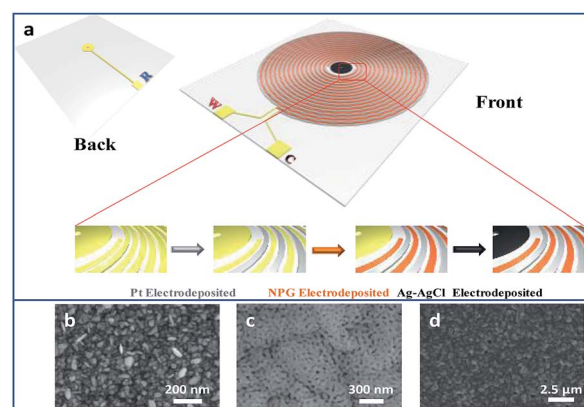 a
R
Back
W
C
Front
Pt Electrodeposited
NPG Electrodeposited
Ag-AgCl Electrodeposited
b
200 nm
c
300 nm
d
2.5 µm